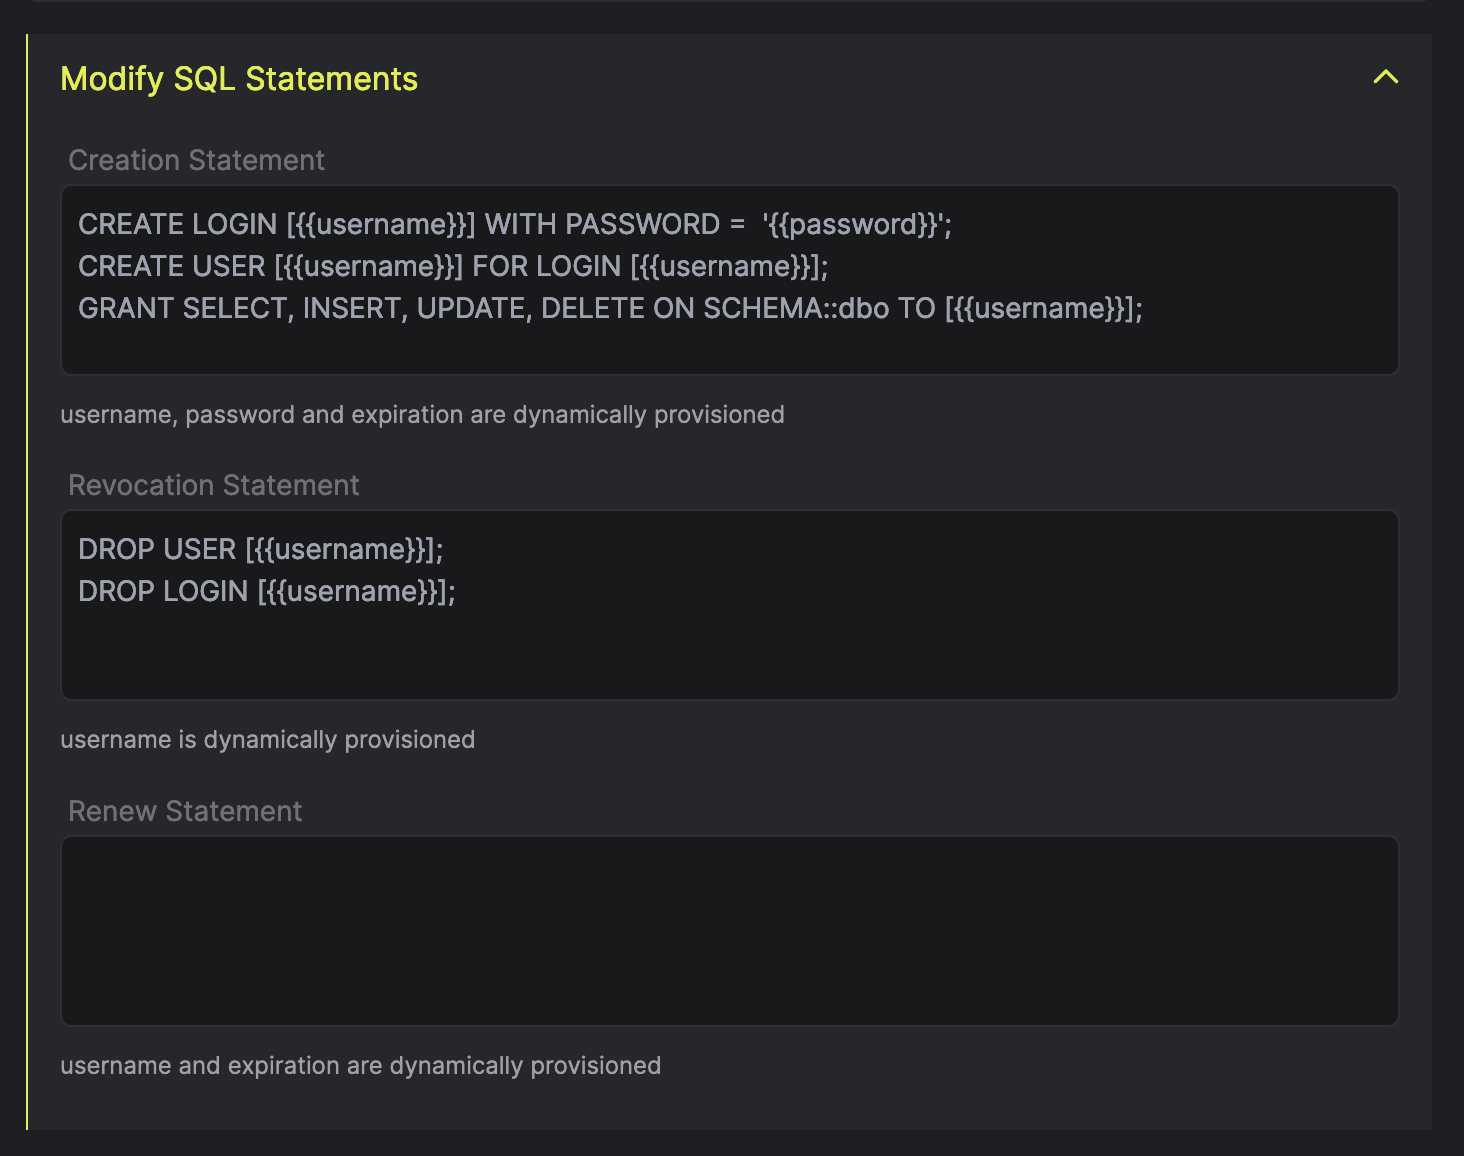 Modify SQL Statements
Creation Statement
CREATE LOGIN [{{username}}] WITH PASSWORD =  '{{password}}';
CREATE USER [{{username}}] FOR LOGIN [{{username}}];
GRANT SELECT, INSERT, UPDATE, DELETE ON SCHEMA::dbo TO [{{username}}];
username, password and expiration are dynamically provisioned
Revocation Statement
DROP USER [{{username}}];
DROP LOGIN [{{username}}];
username is dynamically provisioned
Renew Statement
username and expiration are dynamically provisioned